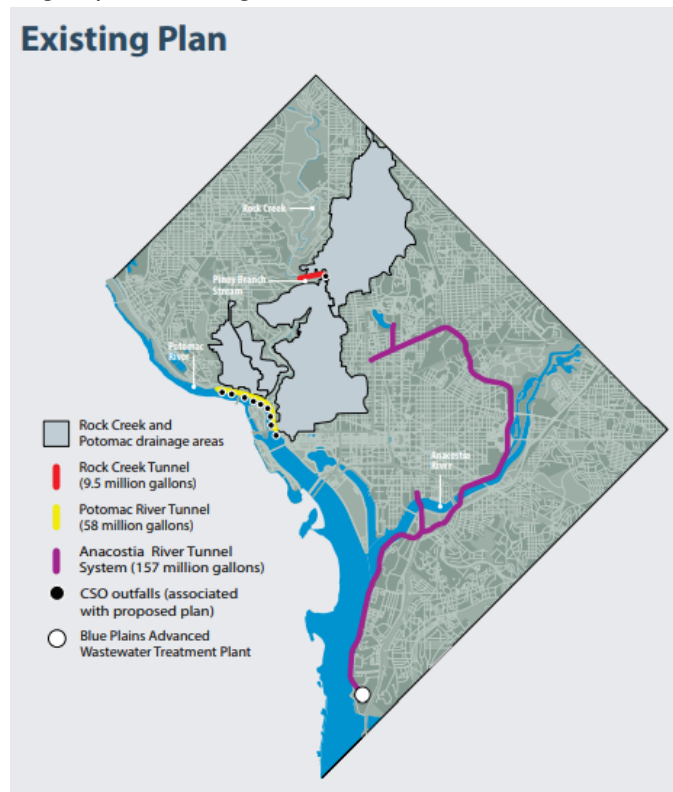 Existing Plan
Rock Creek
Piney Branch
Stream
Potomac
River
Anacostia
River
Rock Creek and
Potomac drainage areas
Rock Creek Tunnel
(9.5 million gallons)
Potomac River Tunnel
(58 million gallons)
Anacostia River Tunnel
System (157 million gallons)
CSO outfalls (associated
with proposed plan)
Blue Plains Advanced
Wastewater Treatment Plant